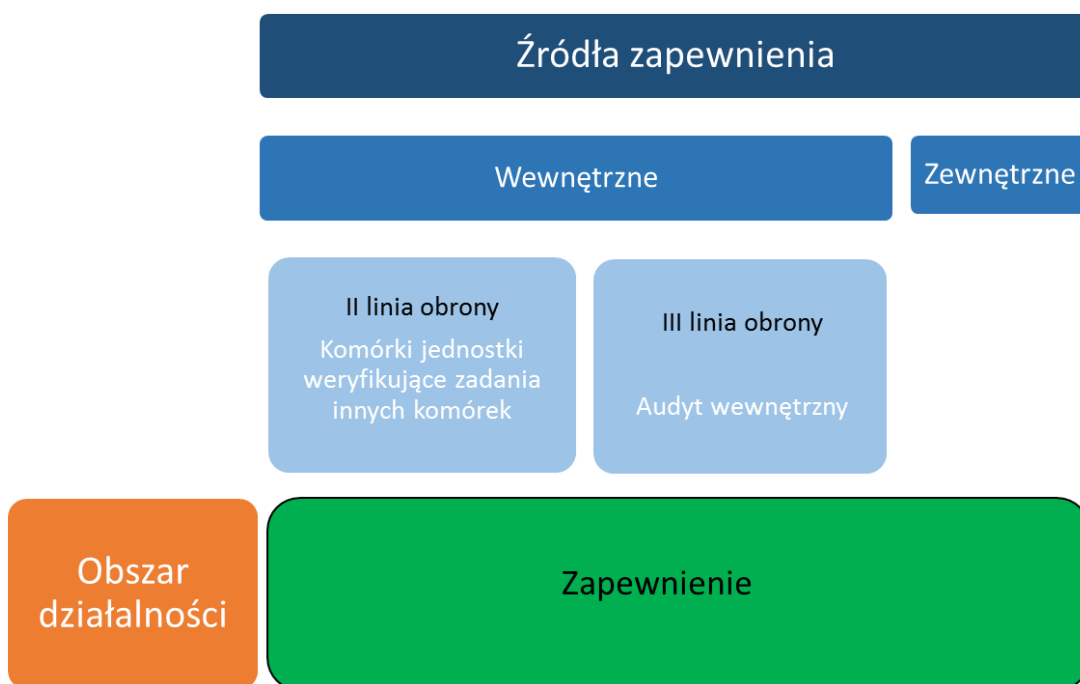 Źródła zapewnienia
Wewnętrzne
Zewnętrzne
II linia obrony
Komórki jednostki
weryfikujące zadania
innych komórek
III linia obrony
Audyt wewnętrzny
Obszar
działalności
Zapewnienie